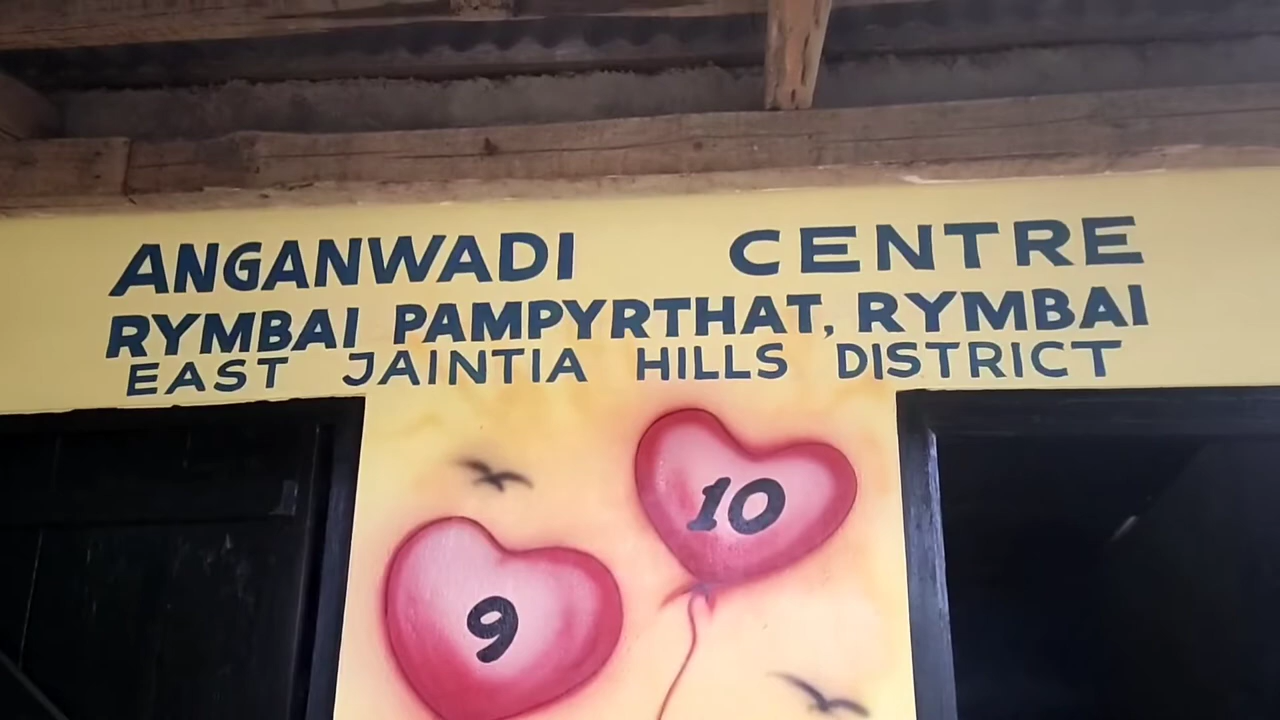 ANGANWADI CENTRE
RYMBAI PAMPYRTHAT, RYMBAI
EAST JAINTIA HILLS DISTRICT
10
9